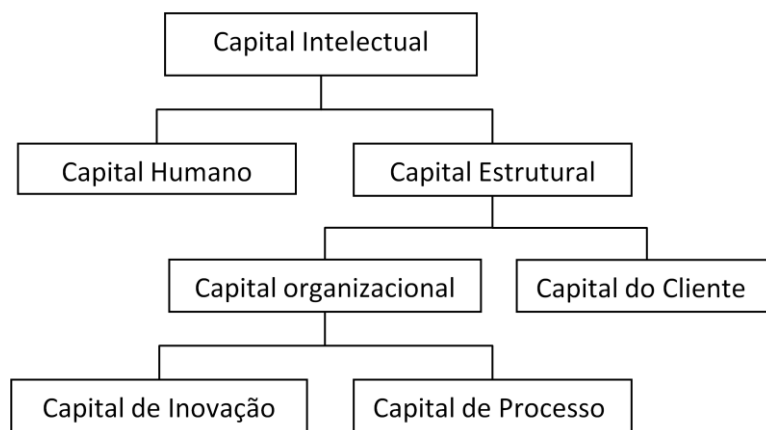 Capital Intelectual
Capital Humano
Capital Estrutural
Capital organizacional
Capital do Cliente
Capital de Inovação
Capital de Processo